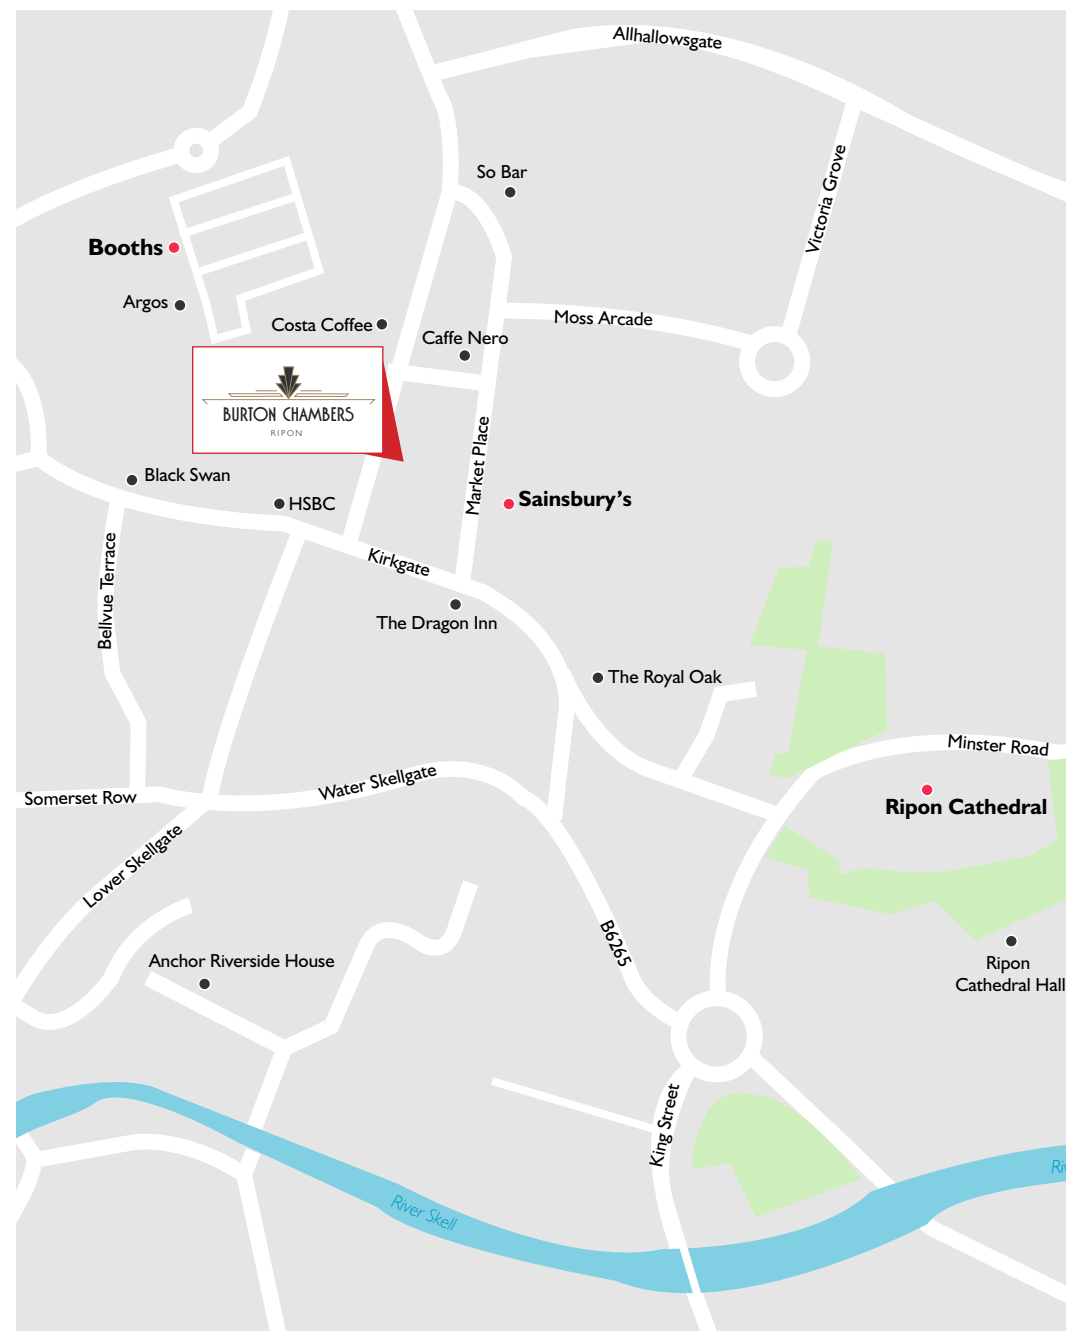 Allhallowsgate
So Bar
Victoria Grove
Booths
Argos
Costa Coffee
Moss Arcade
Caffe Nero
BURTON CHAMBERS
RIPON
Market Place
Black Swan
HSBC
Sainsbury's
Kirkgate
Bellvue Terrace
The Dragon Inn
The Royal Oak
Minster Road
Water Skellgate
Somerset Row
Ripon Cathedral
Lower Skellgate
B6265
Anchor Riverside House
Ripon
Cathedral Hall
King Street
River Skell